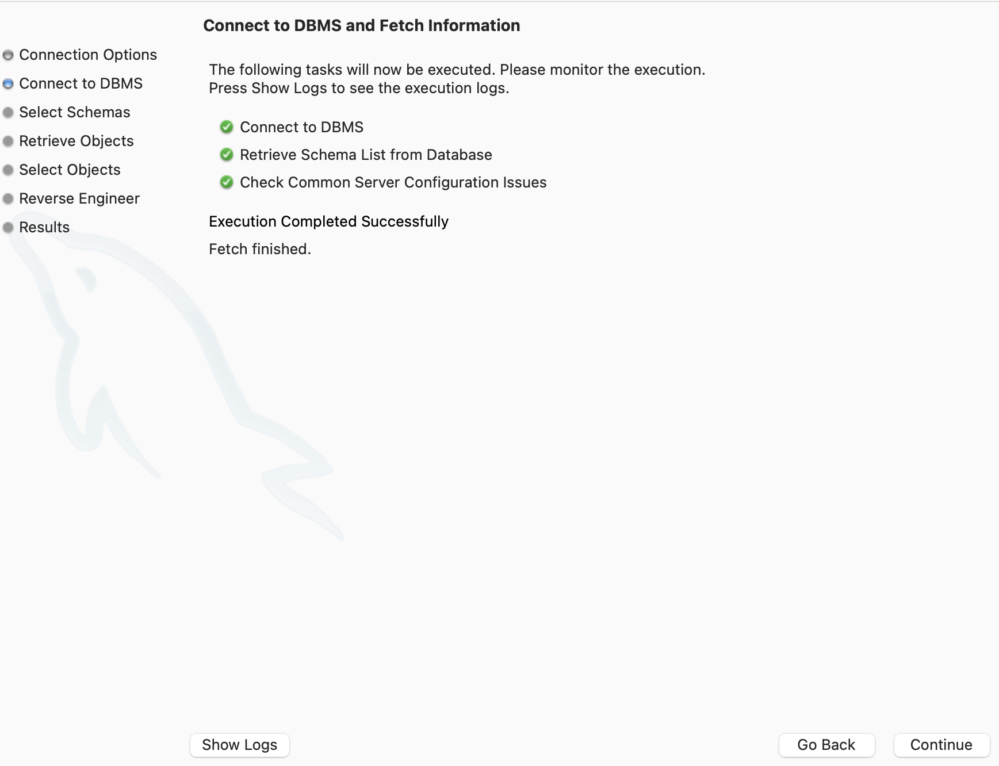 Connect to DBMS and Fetch Information
Connection Options
Connect to DBMS
Select Schemas
Retrieve Objects
Select Objects
Reverse Engineer
Results
The following tasks will now be executed. Please monitor the execution.
Press Show Logs to see the execution logs.
Connect to DBMS
Retrieve Schema List from Database
Check Common Server Configuration Issues
Execution Completed Successfully
Fetch finished.
Show Logs
Go Back
Continue